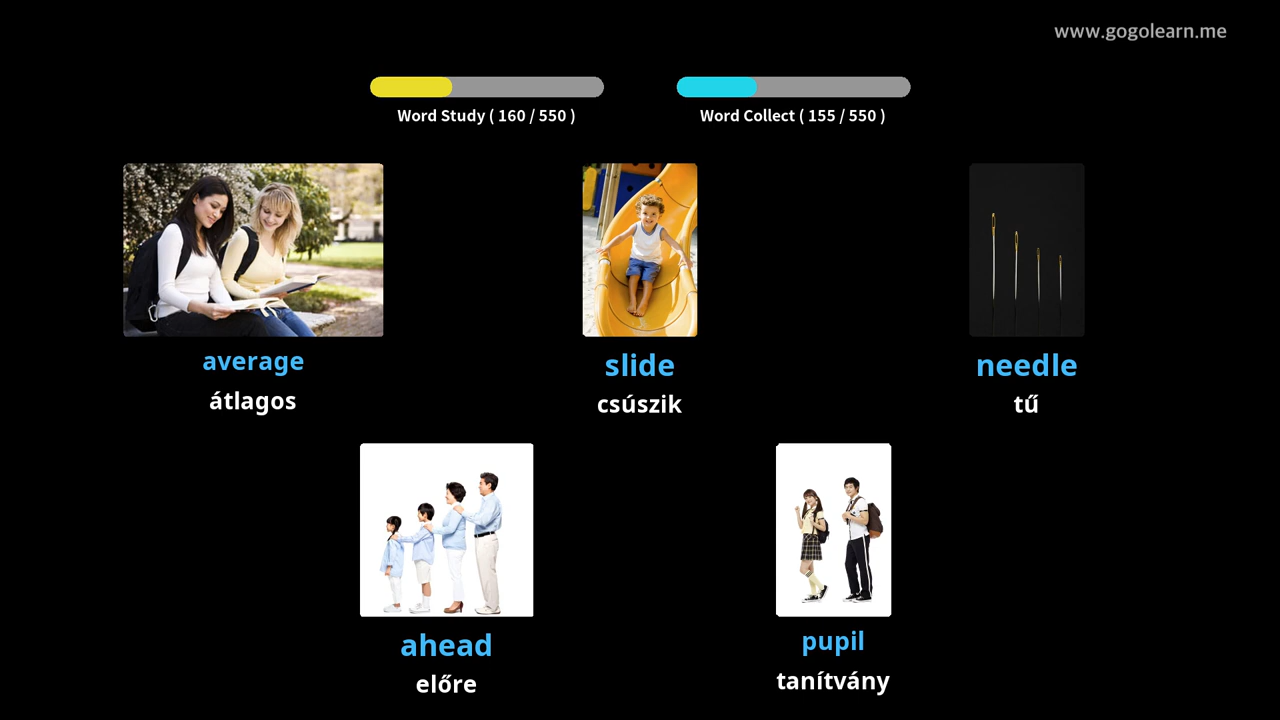 www.gogolearn.me
Word Study ( 160 / 550 )
Word Collect ( 155 / 550 )
average
átlagos
slide
csúszik
needle
tű
ahead
előre
pupil
tanítvány